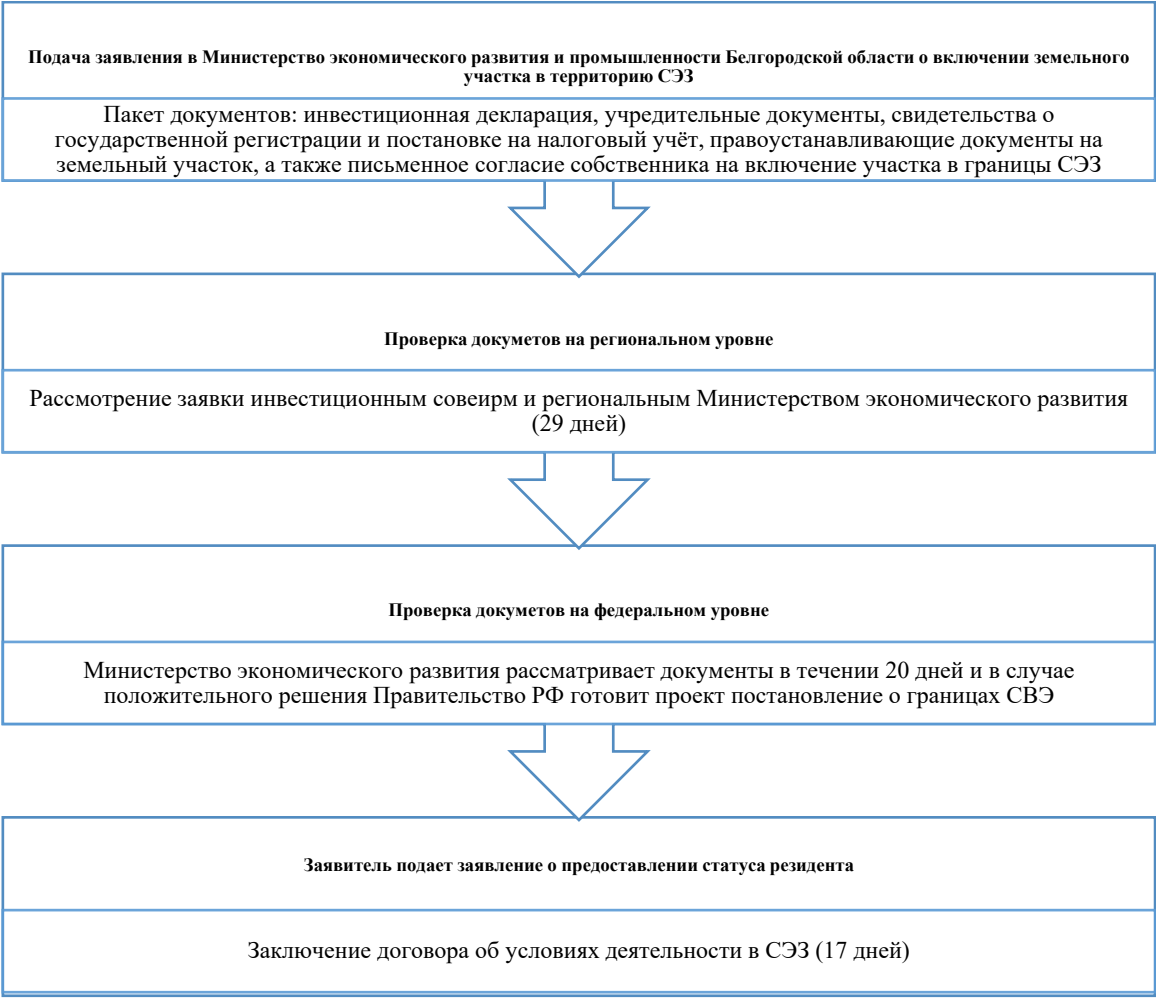 Подача заявления в Министерство экономического развития и промышленности Белгородской области о включении земельного
участка в территорию СЭЗ
Пакет документов: инвестиционная декларация, учредительные документы, свидетельства о
государственной регистрации и постановке на налоговый учёт, правоустанавливающие документы на
земельный участок, а также письменное согласие собственника на включение участка в границы СЭЗ
Проверка докуметов на региональном уровне
Рассмотрение заявки инвестиционным совеирм и региональным Министерством экономического развития
(29 дней)
Проверка докуметов на федеральном уровне
Министерство экономического развития рассматривает документы в течении 20 дней и в случае
положительного решения Правительство РФ готовит проект постановление о границах СВЭ
Заявитель подает заявление о предоставлении статуса резидента
Заключение договора об условиях деятельности в СЭЗ (17 дней)